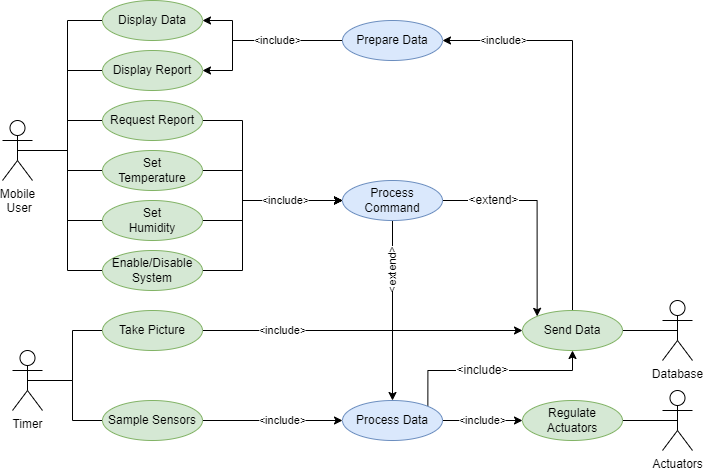 Display Data
<include>
Prepare Data
<include>
Display Report
Request Report
Set
Temperature
Mobile
User
<include>
Process
Command
<extend>
Set
Humidity
Enable/Disable
System
<extend>
Take Picture
<include>
Send Data
Database
<include>
Timer
Sample Sensors
<include>
Process Data
<include>
Regulate
Actuators
Actuators